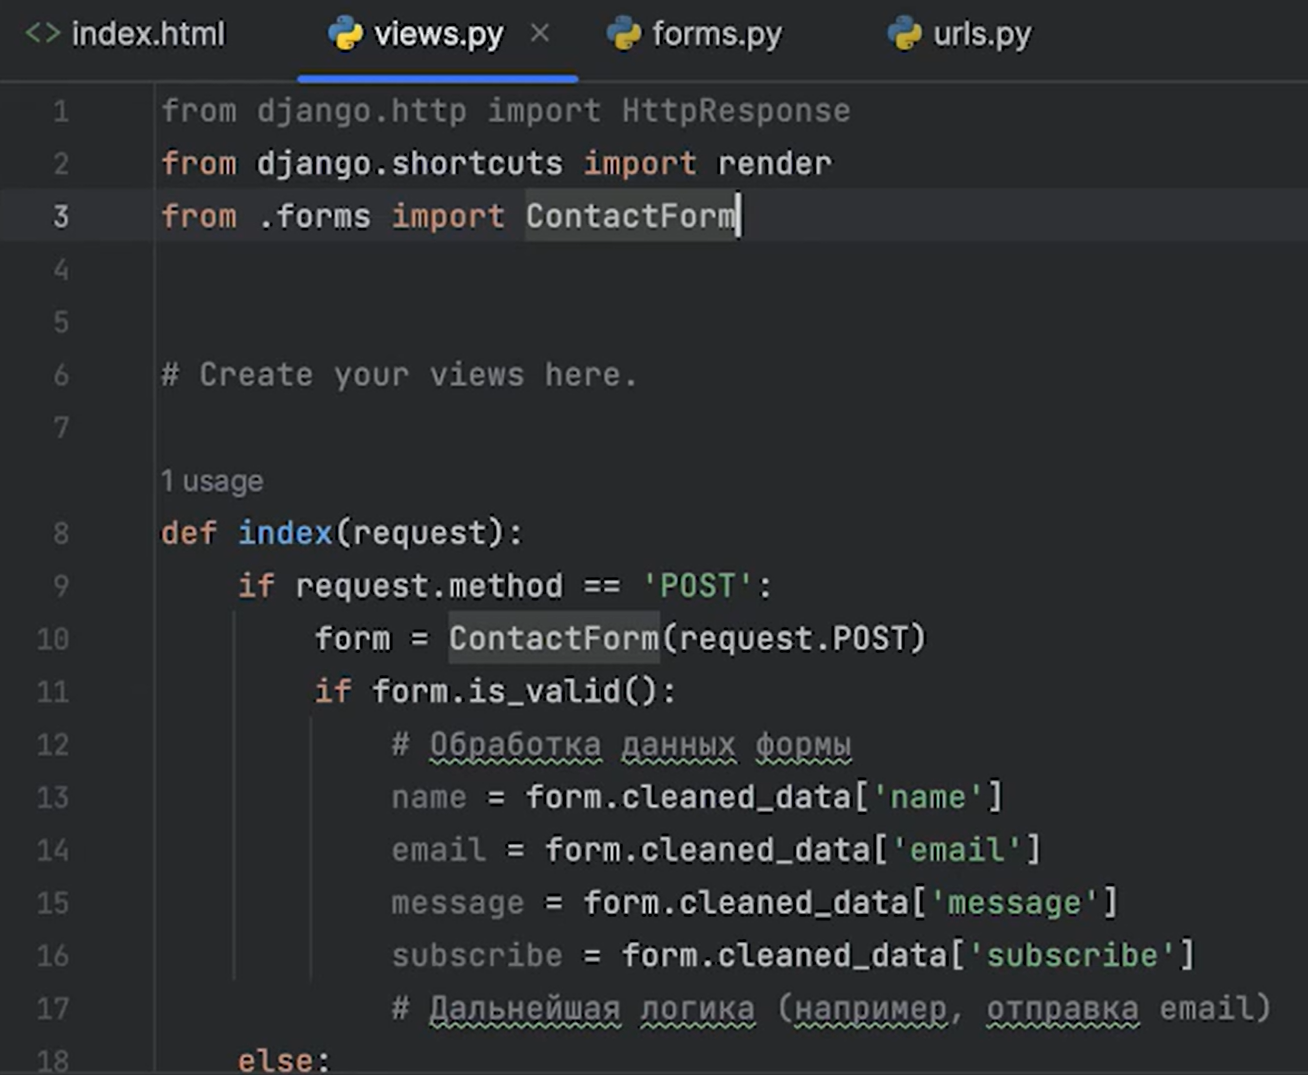 <> index.html views.py × forms.py urls.py
1 from django.http import HttpResponse
2 from django.shortcuts import render
3 from .forms import ContactForm
4
5
6 # Create your views here.
7
1 usage
8 def index(request):
9 if request.method == 'POST':
10 form = ContactForm(request.POST)
11 if form.is_valid():
12 # Обработка данных формы
13 name = form.cleaned_data['name']
14 email = form.cleaned_data['email']
15 message = form.cleaned_data['message']
16 subscribe = form.cleaned_data['subscribe']
17 # Дальнейшая логика (например, отправка email)
18 else: